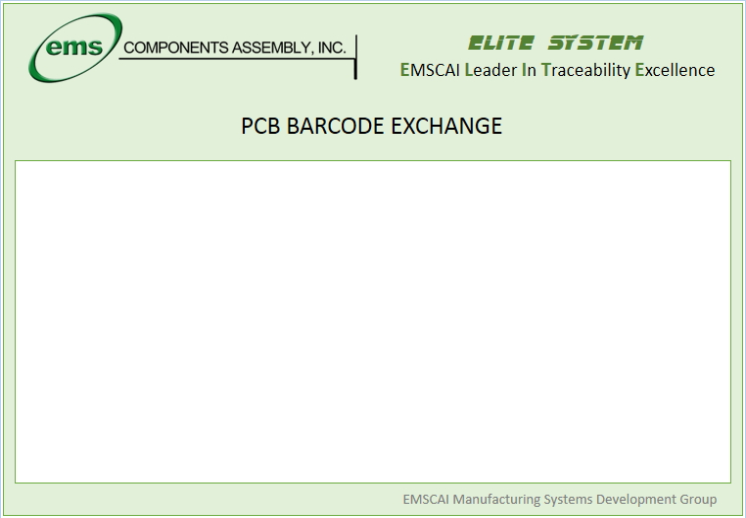 ems COMPONENTS ASSEMBLY, INC.
ELITE SYSTEM
EMSCAI Leader In Traceability Excellence
PCB BARCODE EXCHANGE
EMSCAI Manufacturing Systems Development Group